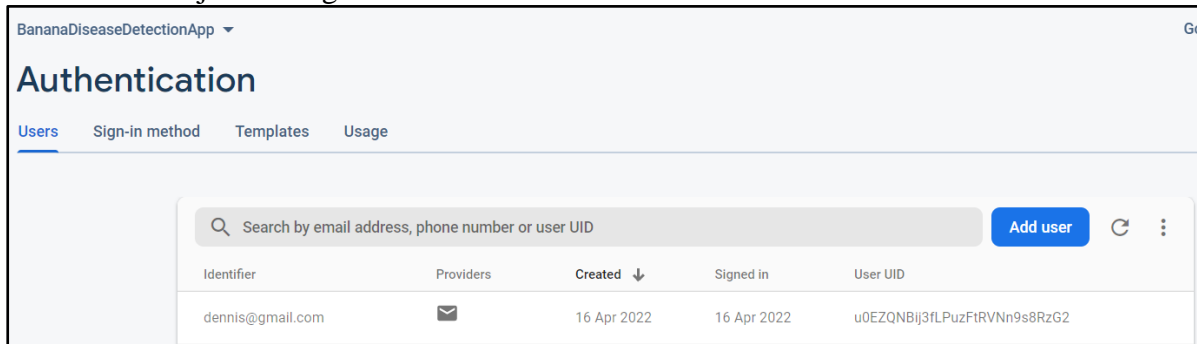 BananaDiseaseDetectionApp
Authentication
Users Sign-in method Templates Usage
Search by email address, phone number or user UID Add user
Identifier Providers Created Signed in User UID
dennis@gmail.com 16 Apr 2022 16 Apr 2022 u0EZQNBij3fLPuzFtRVNn9s8RzG2